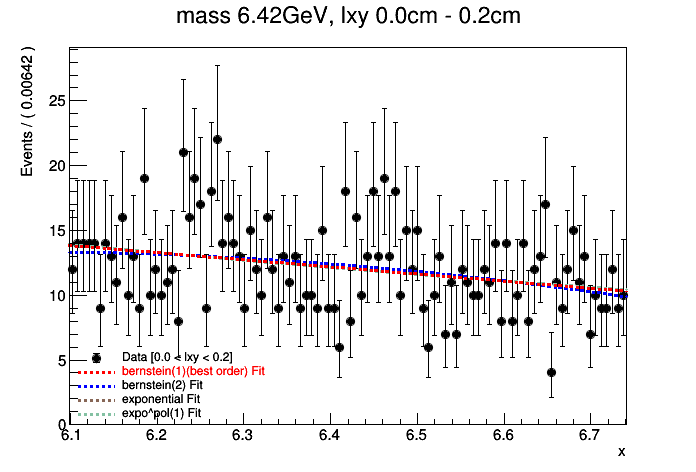 mass 6.42GeV, lxy 0.0cm - 0.2cm
Events / ( 0.00642 )
25
20
15
10
5
0
Data [0.0 < lxy < 0.2]
bernstein(1)(best order) Fit
bernstein(2) Fit
exponential Fit
expo^pol(1) Fit
6.1 6.2 6.3 6.4 6.5 6.6 6.7
x